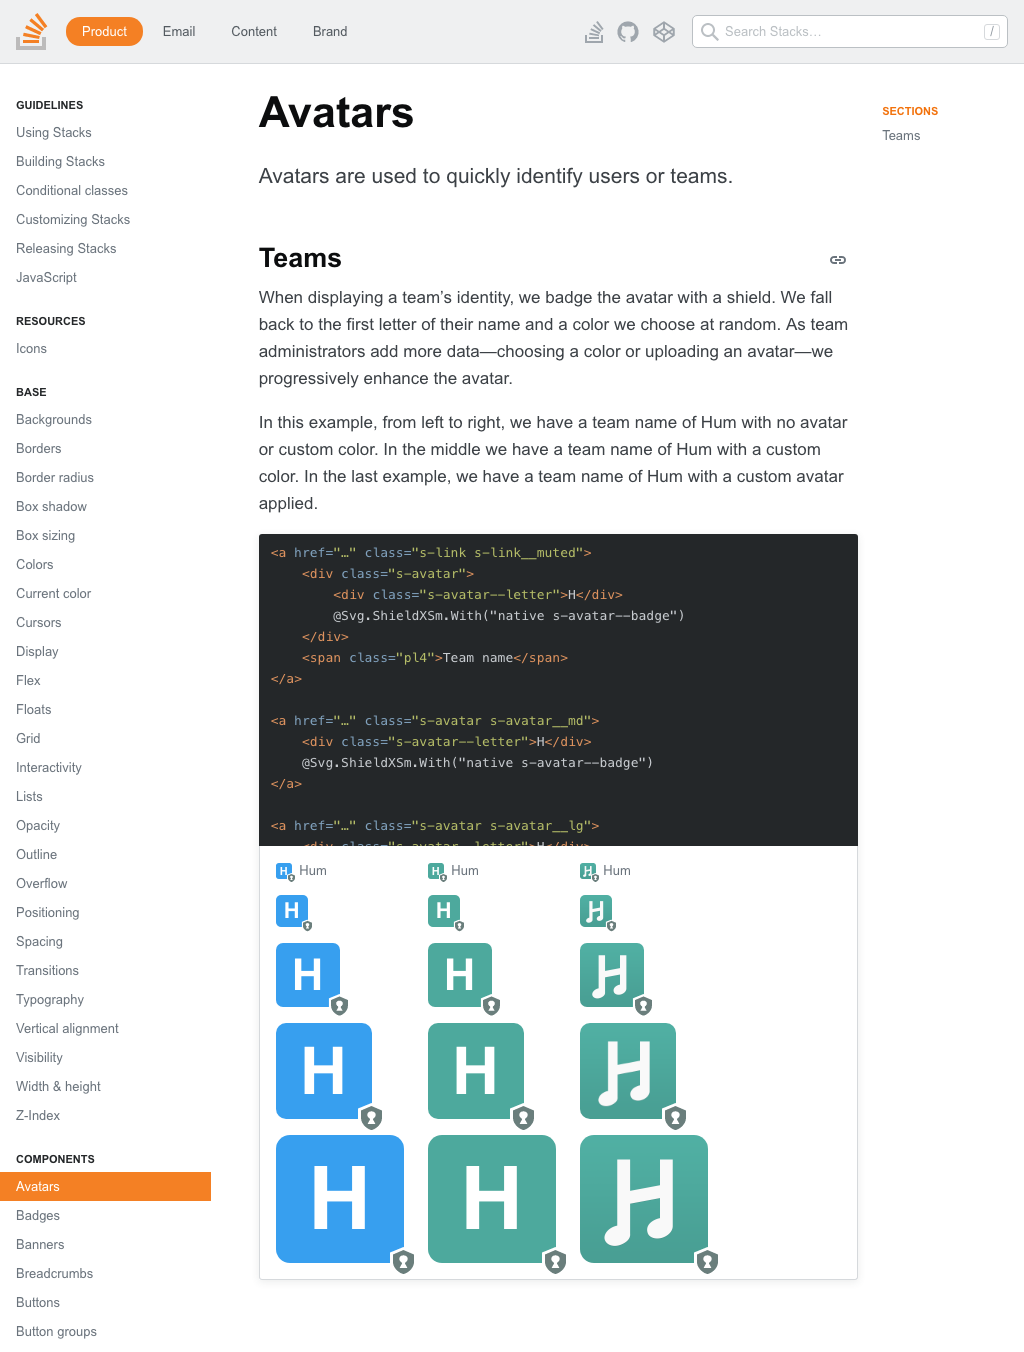 Product
Email
Content
Brand
Search Stacks…
/
GUIDELINES
Using Stacks
Building Stacks
Conditional classes
Customizing Stacks
Releasing Stacks
JavaScript
RESOURCES
Icons
BASE
Backgrounds
Borders
Border radius
Box shadow
Box sizing
Colors
Current color
Cursors
Display
Flex
Floats
Grid
Interactivity
Lists
Opacity
Outline
Overflow
Positioning
Spacing
Transitions
Typography
Vertical alignment
Visibility
Width & height
Z-Index
COMPONENTS
Avatars
Badges
Banners
Breadcrumbs
Buttons
Button groups
Avatars
Avatars are used to quickly identify users or teams.
Teams
When displaying a team’s identity, we badge the avatar with a shield. We fall
back to the first letter of their name and a color we choose at random. As team
administrators add more data—choosing a color or uploading an avatar—we
progressively enhance the avatar.
In this example, from left to right, we have a team name of Hum with no avatar
or custom color. In the middle we have a team name of Hum with a custom
color. In the last example, we have a team name of Hum with a custom avatar
applied.
<a href="…" class="s-link s-link__muted">
    <div class="s-avatar">
        <div class="s-avatar--letter">H</div>
        @Svg.ShieldXSm.With("native s-avatar--badge")
    </div>
    <span class="pl4">Team name</span>
</a>
<a href="…" class="s-avatar s-avatar__md">
    <div class="s-avatar--letter">H</div>
    @Svg.ShieldXSm.With("native s-avatar--badge")
</a>
<a href="…" class="s-avatar s-avatar__lg">
    <div class="s-avatar--letter">H</div>
H Hum
H Hum
H Hum
H
H
H
H
H
H
H
H
H
H
H
H
SECTIONS
Teams